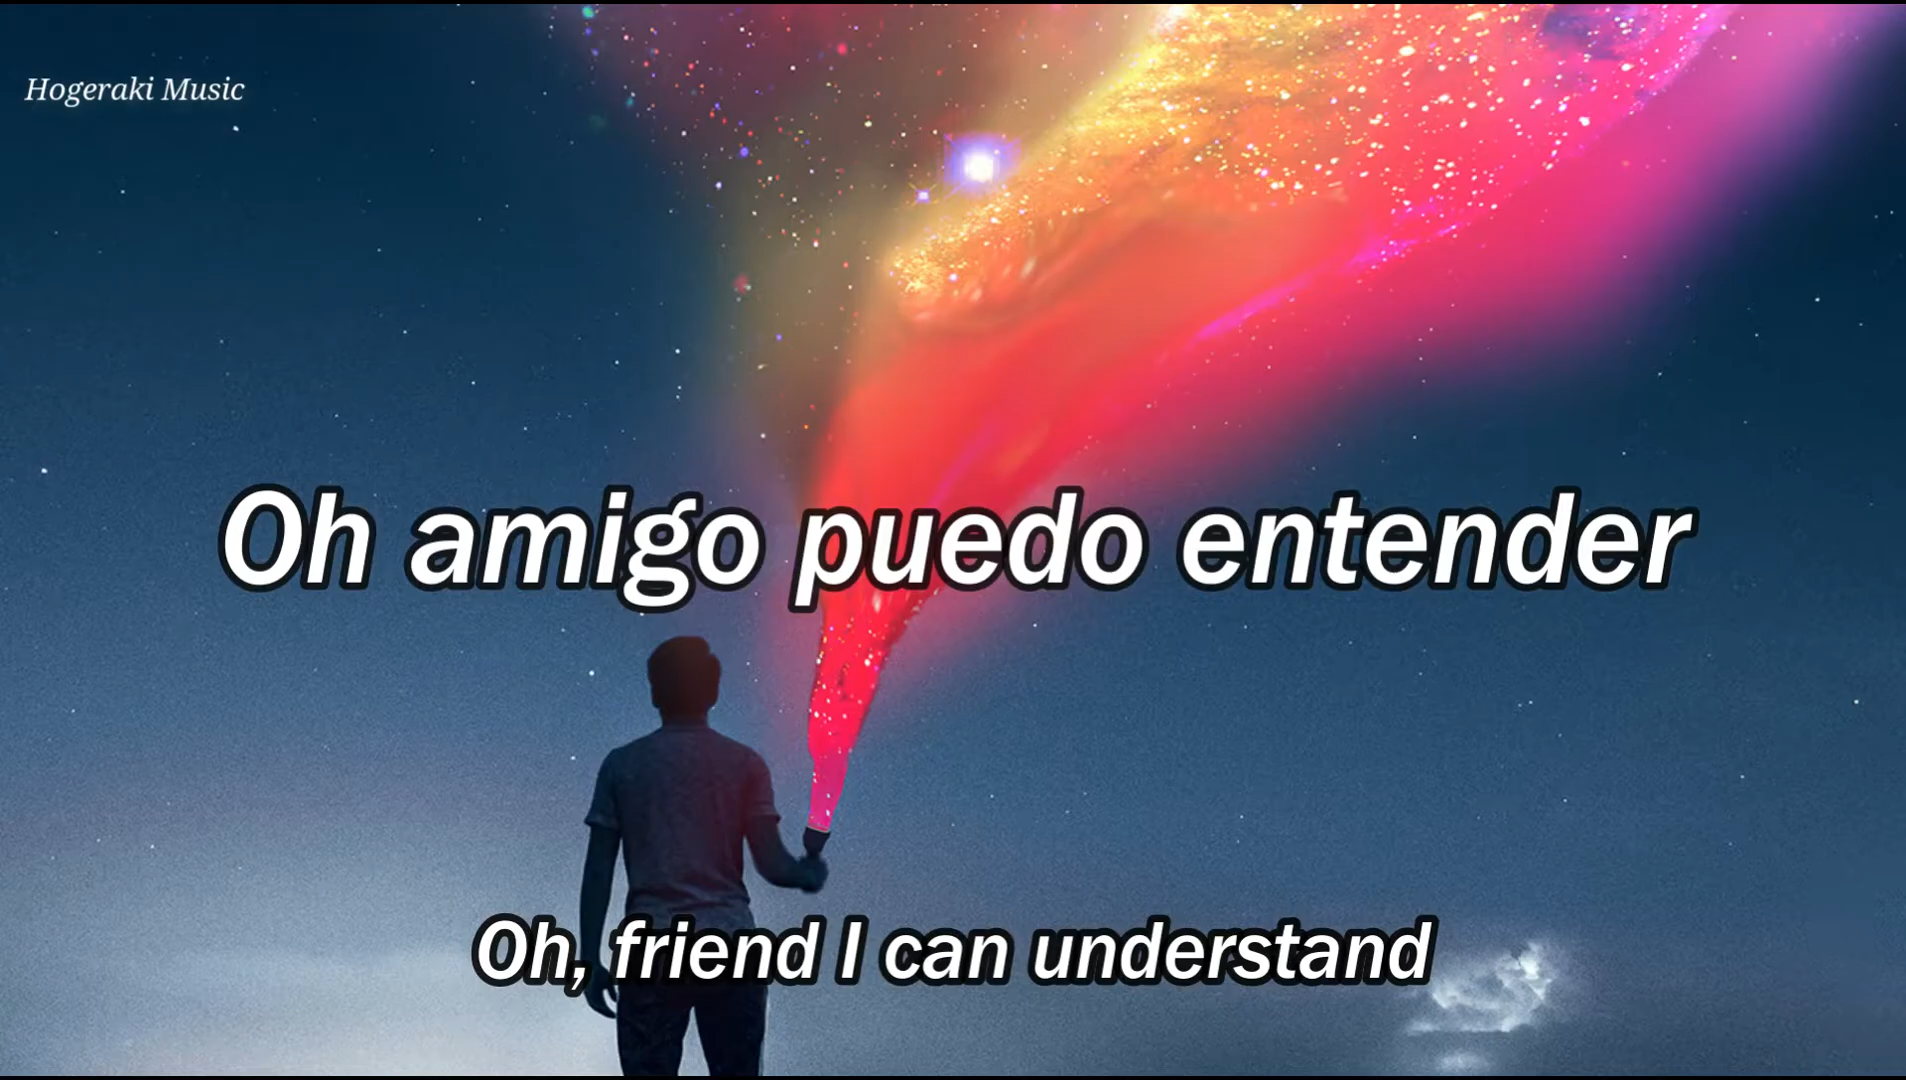 Hogeraki Music
Oh amigo puedo entender
Oh, friend I can understand